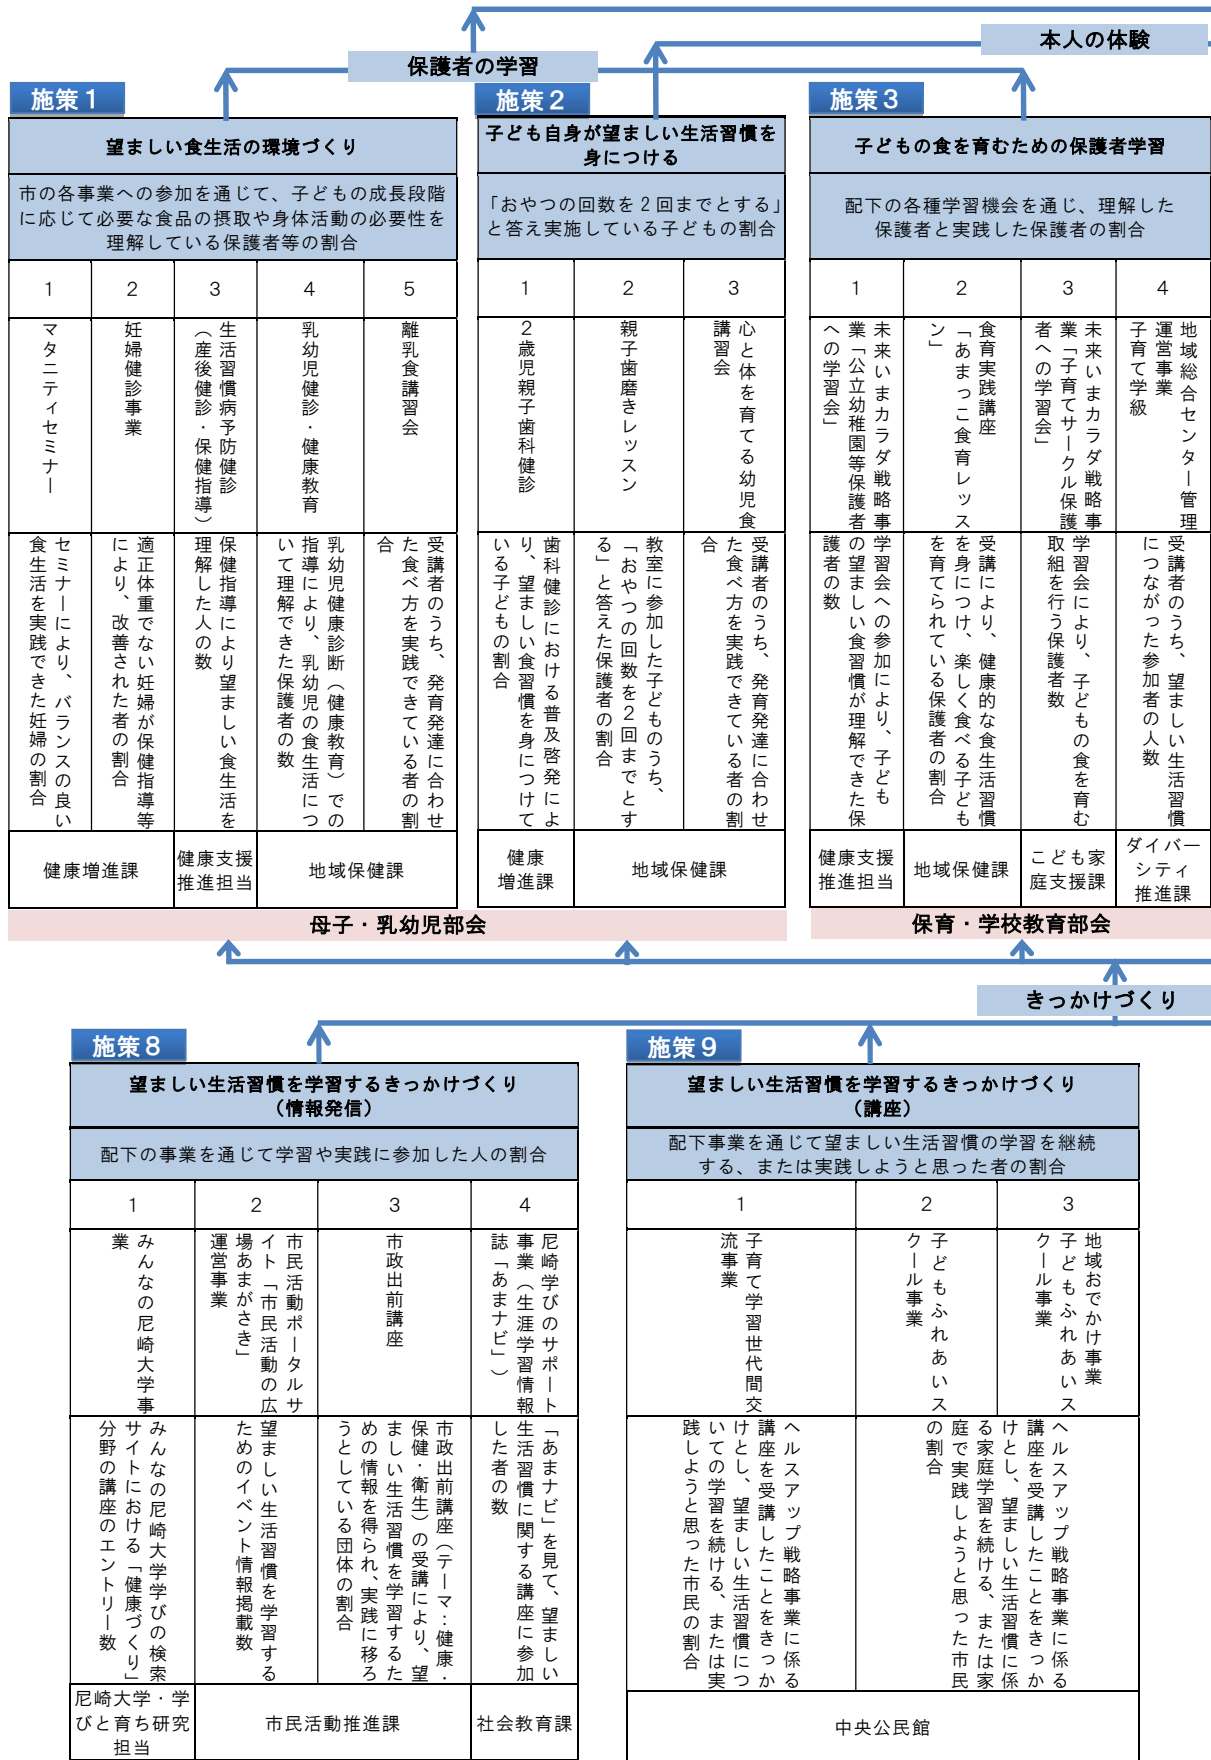 本人の体験
保護者の学習
施策１
望ましい食生活の環境づくり
市の各事業への参加を通じて、子どもの成長段階
に応じて必要な食品の摂取や身体活動の必要性を
理解している保護者等の割合
1
2
3
4
5
マタニティセミナー
妊婦健診事業
生活習慣病予防健診
（産後健診・保健指導）
乳幼児健診・健康教育
離乳食講習会
セミナーにより、バランスの良い
食生活を実践できた妊婦の割合
適正体重でない妊婦が保健指導等
により、改善された者の割合
保健指導により望ましい食生活を
理解した人の数
乳幼児健康診断（健康教育）での
指導により、乳幼児の食生活につ
いて理解できた保護者の数
受講者のうち、発育発達に合わせ
た食べ方を実践できている者の割
合
健康増進課
健康支援
推進担当
地域保健課
施策２
子ども自身が望ましい生活習慣を
身につける
「おやつの回数を２回までとする」
と答え実施している子どもの割合
1
2
3
２歳児親子歯科健診
親子歯磨きレッスン
心と体を育てる幼児食
講習会
歯科健診における普及啓発によ
り、望ましい食習慣を身につけて
いる子どもの割合
教室に参加した子どものうち、
「おやつの回数を２回までとす
る」と答えた保護者の割合
受講者のうち、発育発達に合わせ
た食べ方を実践できている者の割
合
健康
増進課
地域保健課
母子・乳幼児部会
施策３
子どもの食を育むための保護者学習
配下の各種学習機会を通じ、理解した
保護者と実践した保護者の割合
1
2
3
4
未来いまカラダ戦略事
業「公立幼稚園等保護者
への学習会」
食育実践講座
「あまっこ食育レッス
ン」
未来いまカラダ戦略事
業「子育てサークル保護
者への学習会」
地域総合センター管理
運営事業
子育て学級
学習会への参加により、子ども
の望ましい食習慣が理解できた保
護者の数
受講により、健康的な食生活習慣
を身につけ、楽しく食べる子ども
を育てられている保護者の割合
学習会により、子どもの食を育む
取組を行う保護者数
受講者のうち、望ましい生活習慣
につながった参加者の人数
健康支援
推進担当
地域保健課
こども家
庭支援課
ダイバー
シティ
推進課
保育・学校教育部会
きっかけづくり
施策８
望ましい生活習慣を学習するきっかけづくり
（情報発信）
配下の事業を通じて学習や実践に参加した人の割合
1
2
3
4
みんなの尼崎大学事
業
市民活動ポータルサ
イト「市民活動の広
場あまがさき」
運営事業
市政出前講座
尼崎学びのサポート
事業（生涯学習情報
誌「あまナビ」）
みんなの尼崎大学学びの検索
サイトにおける「健康づくり」
分野の講座のエントリー数
望ましい生活習慣を学習する
ためのイベント情報掲載数
市政出前講座（テーマ：健康・
保健・衛生）の受講により、望
ましい生活習慣を学習するた
めの情報を得られ、実践に移ろ
うとしている団体の割合
「あまナビ」を見て、望ましい
生活習慣に関する講座に参加
した者の数
尼崎大学・学
びと育ち研究
担当
市民活動推進課
社会教育課
施策９
望ましい生活習慣を学習するきっかけづくり
（講座）
配下事業を通じて望ましい生活習慣の学習を継続
する、または実践しようと思った者の割合
1
2
3
子育て学習世代間交
流事業
子どもふれあいス
クール事業
地域おでかけ事業
子どもふれあいス
クール事業
ヘルスアップ戦略事業に係る
講座を受講したことをきっか
けとし、望ましい生活習慣につ
いての学習を続ける、または実
践しようと思った市民の割合
ヘルスアップ戦略事業に係る
講座を受講したことをきっか
けとし、望ましい生活習慣に係
る家庭学習を続ける、または家
庭で実践しようと思った市民
の割合
中央公民館